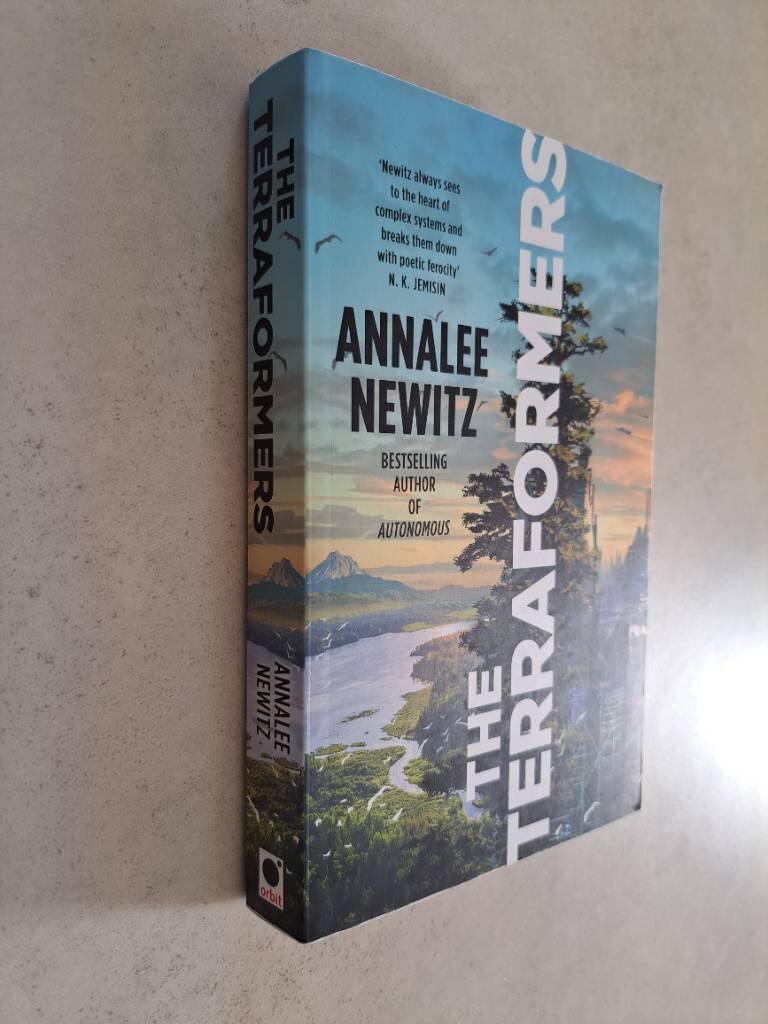 THE
TERRAFORMERS
ANNALEE
NEWITZ
orbit
'Newitz always sees
to the heart of
complex systems and
breaks them down
with poetic ferocity'
N. K. JEMISIN
ANNALEE
NEWITZ
BESTSELLING
AUTHOR
OF
AUTONOMOUS
THE
TERRAFORMERS